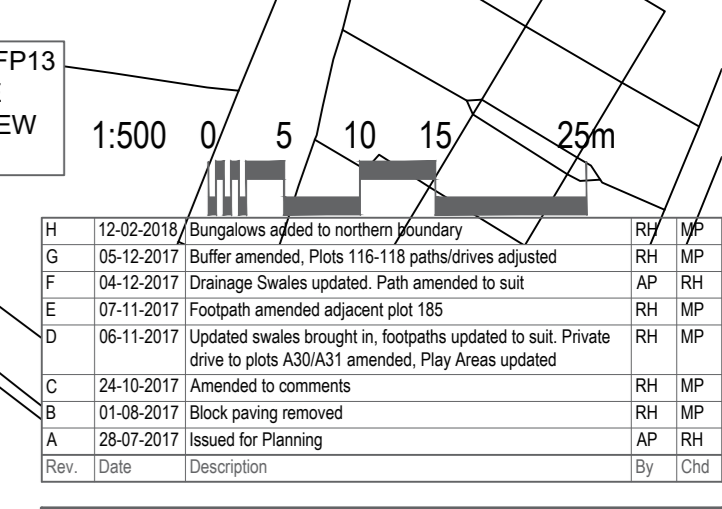 FP13
EW
1:500 0 5 10 15 25m
H 12-02-2018 Bungalows added to northern boundary RH MP
G 05-12-2017 Buffer amended, Plots 116-118 paths/drives adjusted RH MP
F 04-12-2017 Drainage Swales updated. Path amended to suit AP RH
E 07-11-2017 Footpath amended adjacent plot 185 RH MP
D 06-11-2017 Updated swales brought in, footpaths updated to suit. Private RH MP
drive to plots A30/A31 amended, Play Areas updated
C 24-10-2017 Amended to comments RH MP
B 01-08-2017 Block paving removed RH MP
A 28-07-2017 Issued for Planning AP RH
Rev. Date Description By Chd